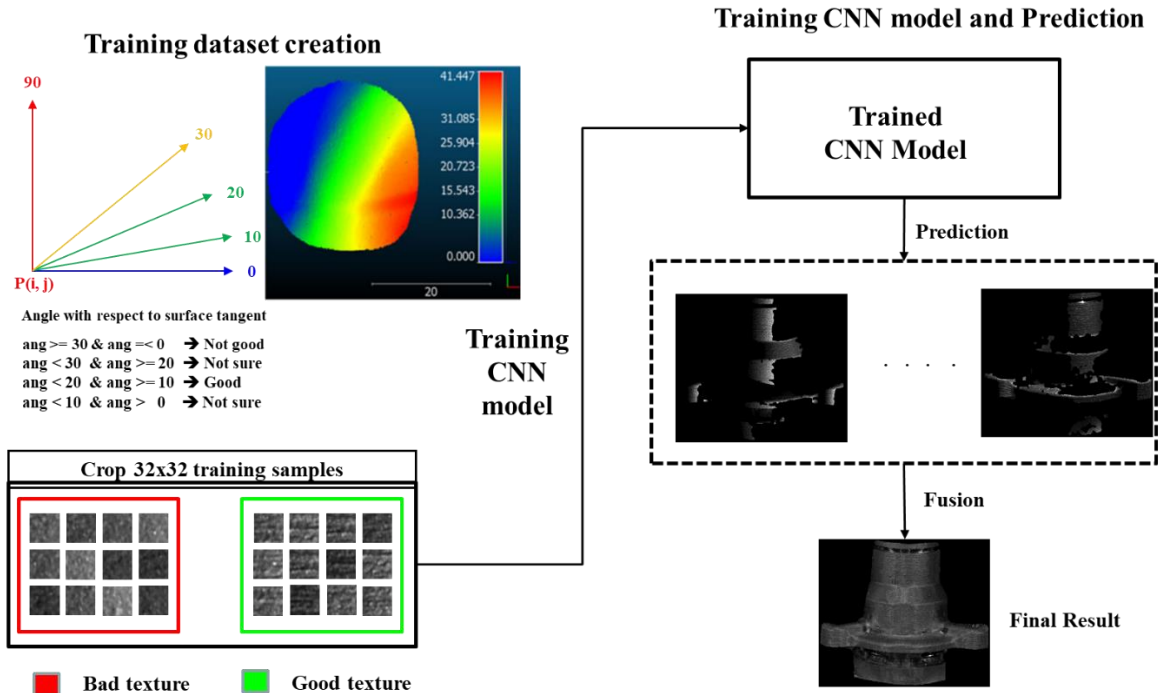 Training CNN model and Prediction
Training dataset creation
90
30
20
10
0
P(i, j)
41.447
31.085
25.904
20.723
15.543
10.362
0.000
20
Angle with respect to surface tangent
ang >= 30 & ang =< 0 ➔ Not good
ang < 30 & ang >= 20 ➔ Not sure
ang < 20 & ang >= 10 ➔ Good
ang < 10 & ang > 0 ➔ Not sure
Crop 32x32 training samples
Bad texture
Good texture
Training
CNN
model
Trained
CNN Model
Prediction
. . . .
Fusion
Final Result